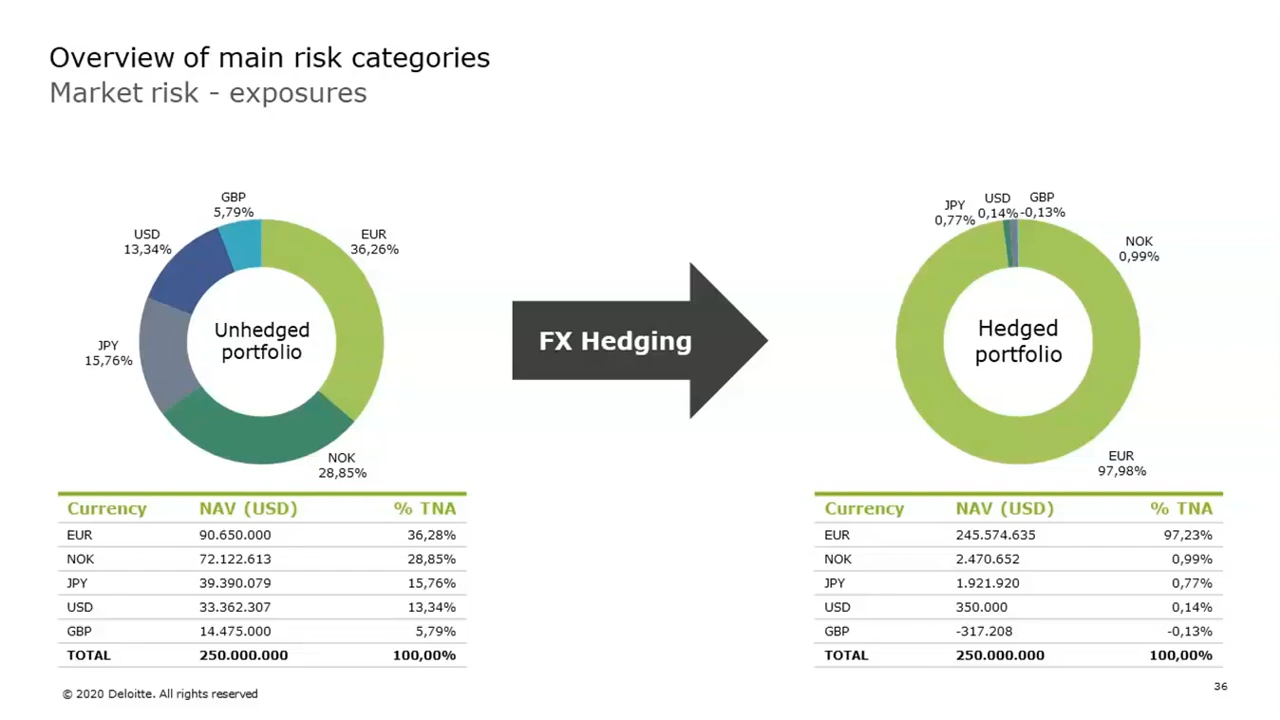 Overview of main risk categories
Market risk - exposures
GBP
5,79%
USD
13,34%
EUR
36,26%
JPY
15,76%
NOK
28,85%
Unhedged
portfolio
FX Hedging
JPY
0,77%
USD
0,14%
GBP
-0,13%
NOK
0,99%
EUR
97,98%
Hedged
portfolio
Currency NAV (USD) % TNA
EUR 90.650.000 36,28%
NOK 72.122.613 28,85%
JPY 39.390.079 15,76%
USD 33.362.307 13,34%
GBP 14.475.000 5,79%
TOTAL 250.000.000 100,00%
Currency NAV (USD) % TNA
EUR 245.574.635 97,23%
NOK 2.470.652 0,99%
JPY 1.921.920 0,77%
USD 350.000 0,14%
GBP -317.208 -0,13%
TOTAL 250.000.000 100,00%
© 2020 Deloitte. All rights reserved
36